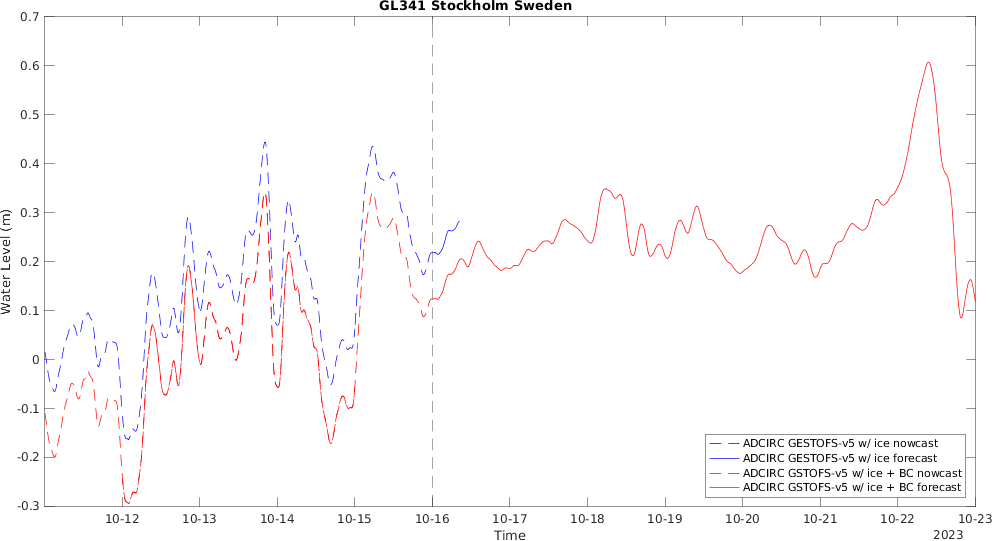 GL341 Stockholm Sweden
0.7
0.6
0.5
0.4
0.3
0.2
0.1
0
-0.1
-0.2
-0.3
Water Level (m)
ADCIRC GESTOFS-v5 w/ ice nowcast
ADCIRC GESTOFS-v5 w/ ice forecast
ADCIRC GSTOFS-v5 w/ ice + BC nowcast
ADCIRC GSTOFS-v5 w/ ice + BC forecast
10-12 10-13 10-14 10-15 10-16 10-17 10-18 10-19 10-20 10-21 10-22 10-23
Time
2023